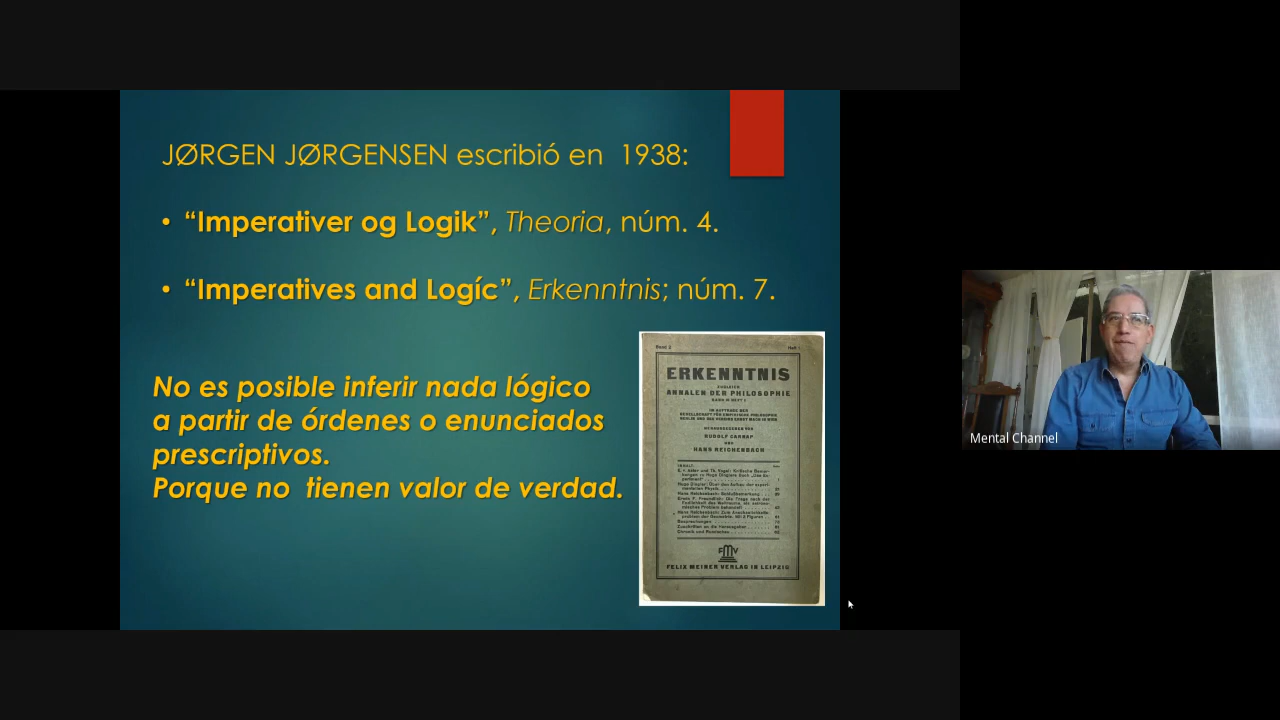 JØRGEN JØRGENSEN escribió en 1938:
• “Imperativer og Logik”, Theoria, núm. 4.
• “Imperatives and Logíc”, Erkenntnis; núm. 7.
No es posible inferir nada lógico
a partir de órdenes o enunciados
prescriptivos.
Porque no tienen valor de verdad.
ERKENNTNIS
ANNALEN DER PHILOSOPHIE
HERAUSGEGEBEN VON
RUDOLF CARNAP
HANS REICHENBACH
FELIX MEINER VERLAG IN LEIPZIG
Mental Channel